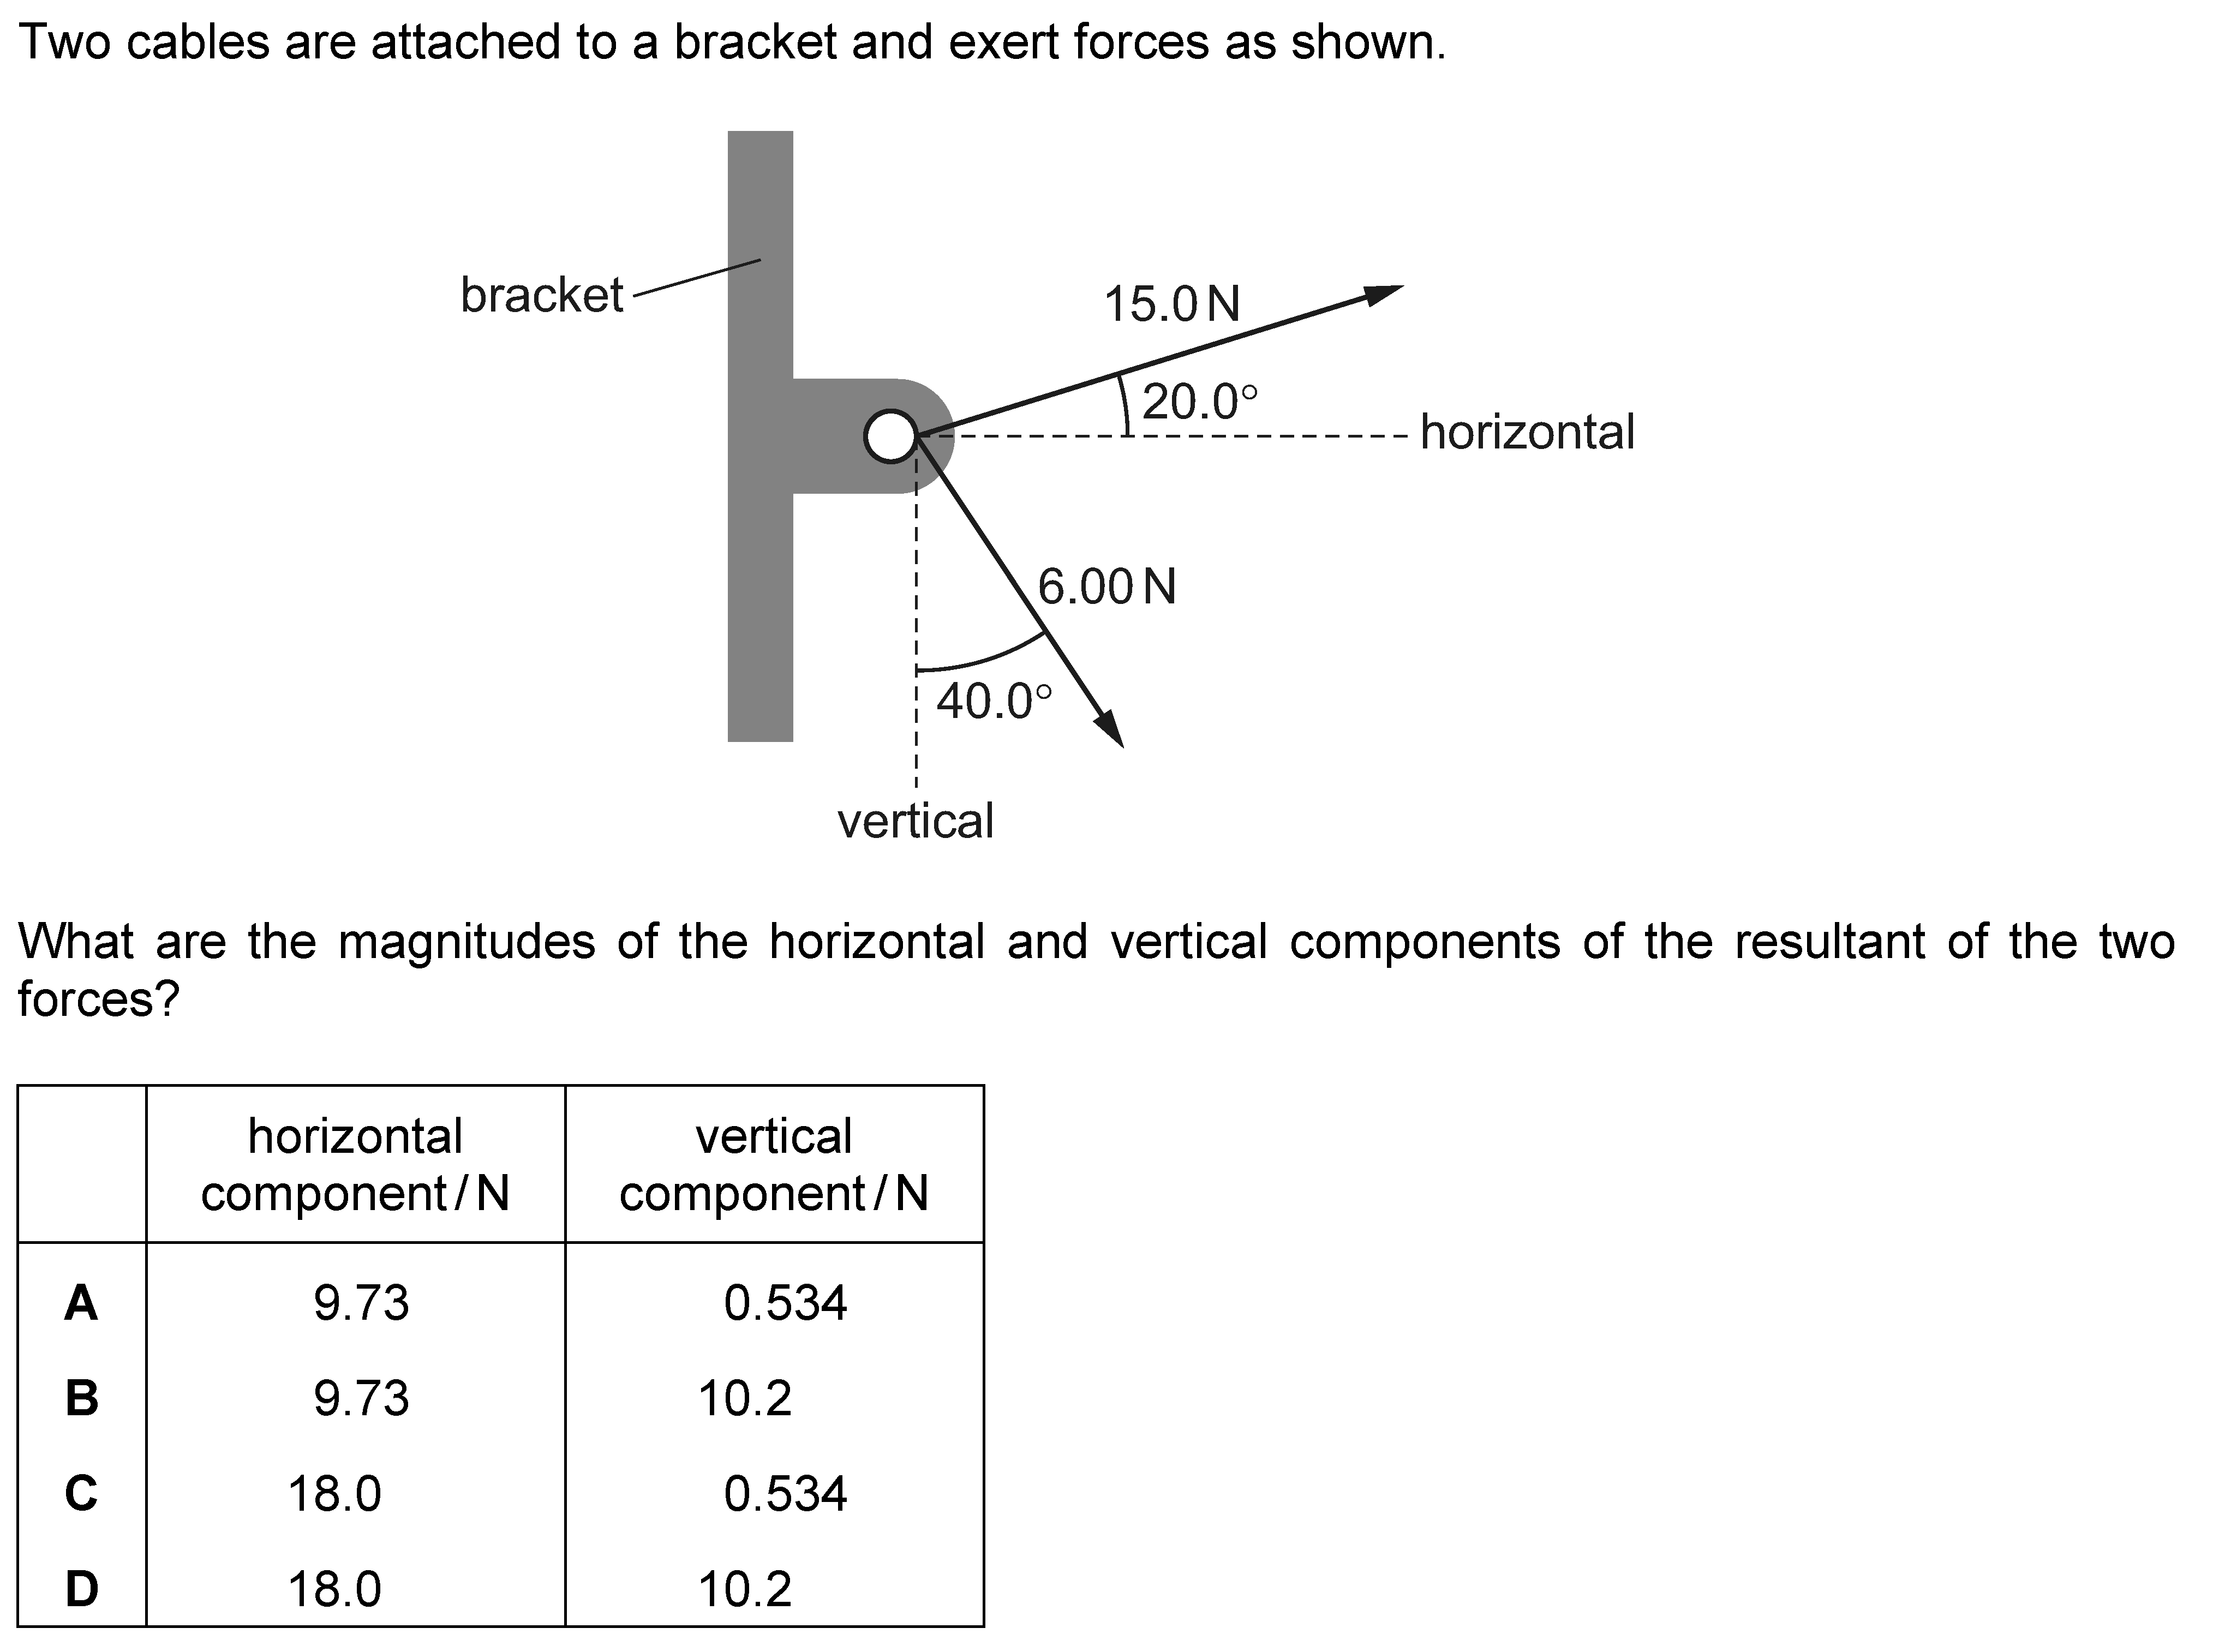 Two cables are attached to a bracket and exert forces as shown.
bracket
15.0 N
20.0°
horizontal
6.00 N
40.0°
vertical
What are the magnitudes of the horizontal and vertical components of the resultant of the two
forces?
horizontal component / N vertical component / N
A 9.73 0.534
B 9.73 10.2
C 18.0 0.534
D 18.0 10.2